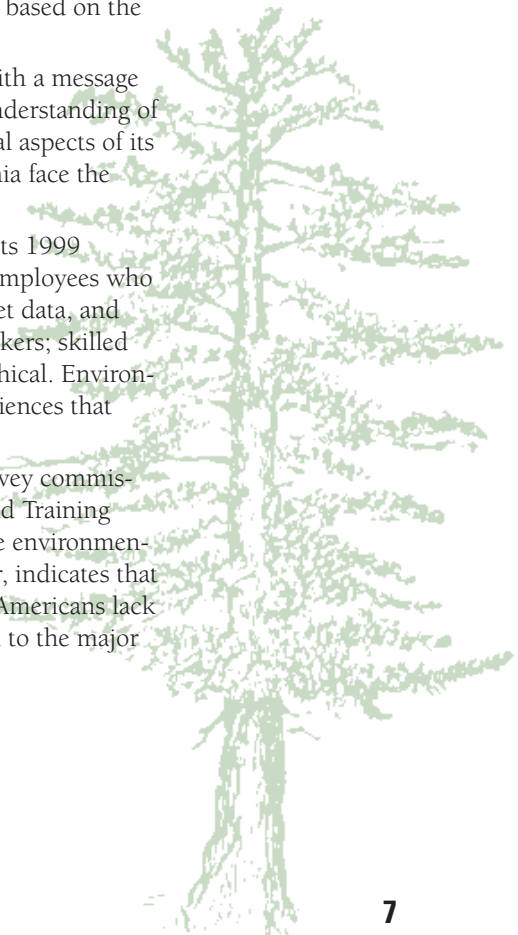 based on the
ith a message
nderstanding of
al aspects of its
nia face the
ts 1999
employees who
et data, and
kers; skilled
hical. Environ-
iences that
vey commis-
d Training
e environmen-
r, indicates that
Americans lack
to the major
7